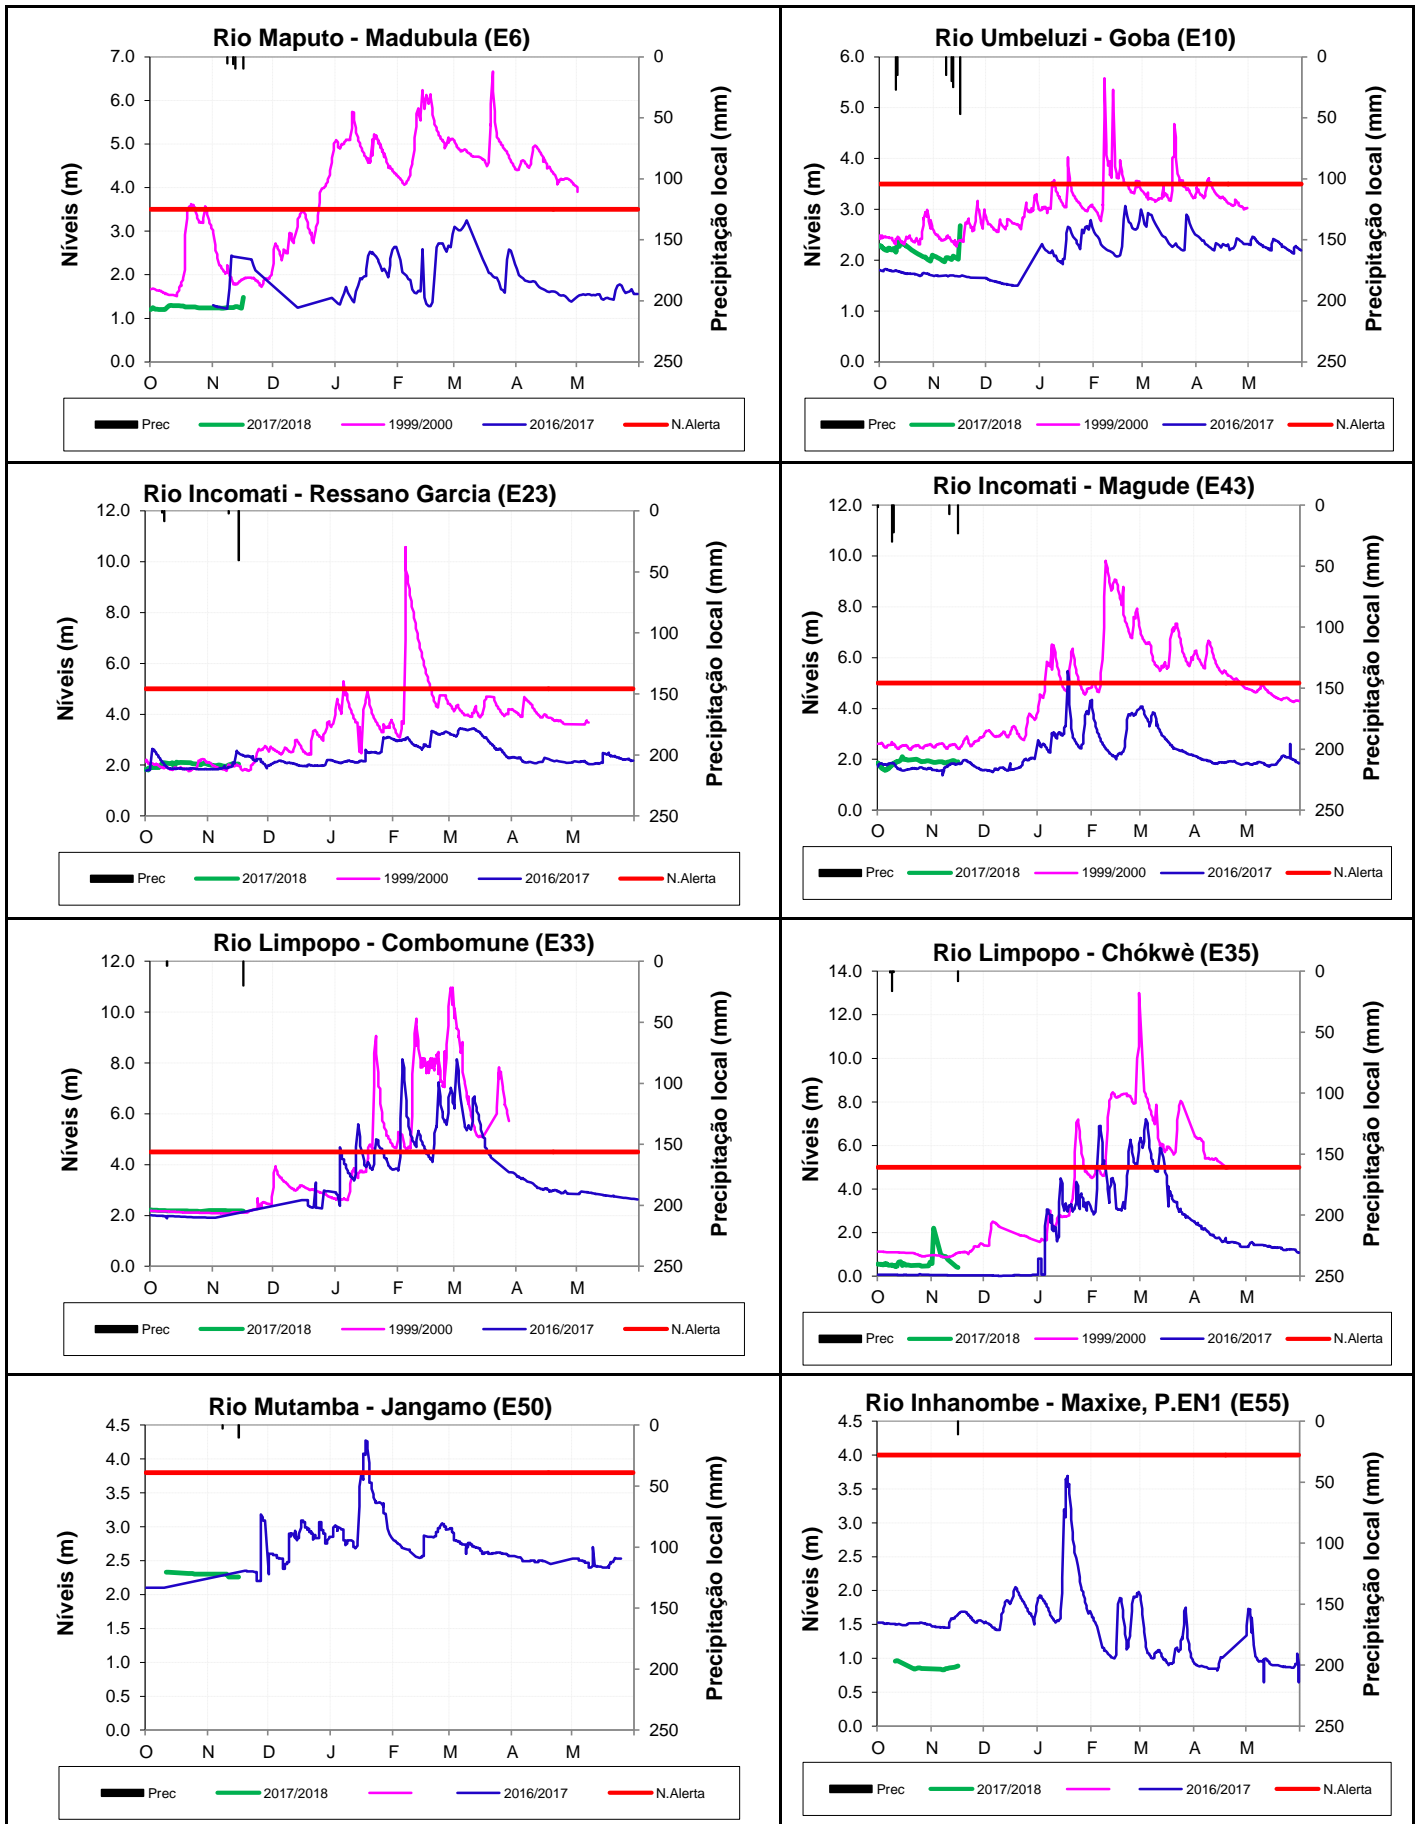 Rio Maputo - Madubula (E6)
7.0
6.0
5.0
4.0
3.0
2.0
1.0
0.0
0
50
100
150
200
250
Níveis (m)
Precipitação local (mm)
O N D J F M A M
Prec 2017/2018 1999/2000 2016/2017 N.Alerta
Rio Umbeluzi - Goba (E10)
6.0
5.0
4.0
3.0
2.0
1.0
0.0
0
50
100
150
200
250
Níveis (m)
Precipitação local (mm)
O N D J F M A M
Prec 2017/2018 1999/2000 2016/2017 N.Alerta
Rio Incomati - Ressano Garcia (E23)
12.0
10.0
8.0
6.0
4.0
2.0
0.0
0
50
100
150
200
250
Níveis (m)
Precipitação local (mm)
O N D J F M A M
Prec 2017/2018 1999/2000 2016/2017 N.Alerta
Rio Incomati - Magude (E43)
12.0
10.0
8.0
6.0
4.0
2.0
0.0
0
50
100
150
200
250
Níveis (m)
Precipitação local (mm)
O N D J F M A M
Prec 2017/2018 1999/2000 2016/2017 N.Alerta
Rio Limpopo - Combomune (E33)
12.0
10.0
8.0
6.0
4.0
2.0
0.0
0
50
100
150
200
250
Níveis (m)
Precipitação local (mm)
O N D J F M A M
Prec 2017/2018 1999/2000 2016/2017 N.Alerta
Rio Limpopo - Chókwè (E35)
14.0
12.0
10.0
8.0
6.0
4.0
2.0
0.0
0
50
100
150
200
250
Níveis (m)
Precipitação local (mm)
O N D J F M A M
Prec 2017/2018 1999/2000 2016/2017 N.Alerta
Rio Mutamba - Jangamo (E50)
4.5
4.0
3.5
3.0
2.5
2.0
1.5
1.0
0.5
0.0
0
50
100
150
200
250
Níveis (m)
Precipitação local (mm)
O N D J F M A M
Prec 2017/2018 2016/2017 N.Alerta
Rio Inhanombe - Maxixe, P.EN1 (E55)
4.5
4.0
3.5
3.0
2.5
2.0
1.5
1.0
0.5
0.0
0
50
100
150
200
250
Níveis (m)
Precipitação local (mm)
O N D J F M A M
Prec 2017/2018 2016/2017 N.Alerta